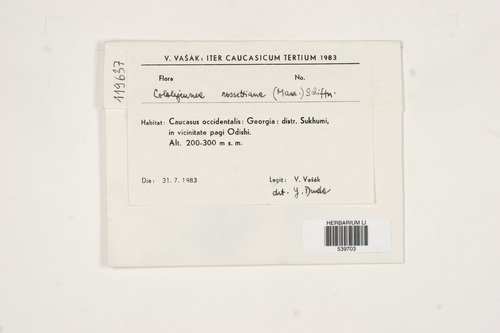 V. VAŠÁK: ITER CAUCASICUM TERTIUM 1983
Flora No.
Cololejeunea rossettiana (Mass.) Schiffn.
Habitat: Caucasus occidentalis: Georgia: distr. Sukhumi,
in vicinitate pagi Odishi.
Alt. 200-300 m s. m.
Die: 31. 7. 1983 Legit: V. Vašák
det. J. Duda
119637
HERBARIUM LI
539703